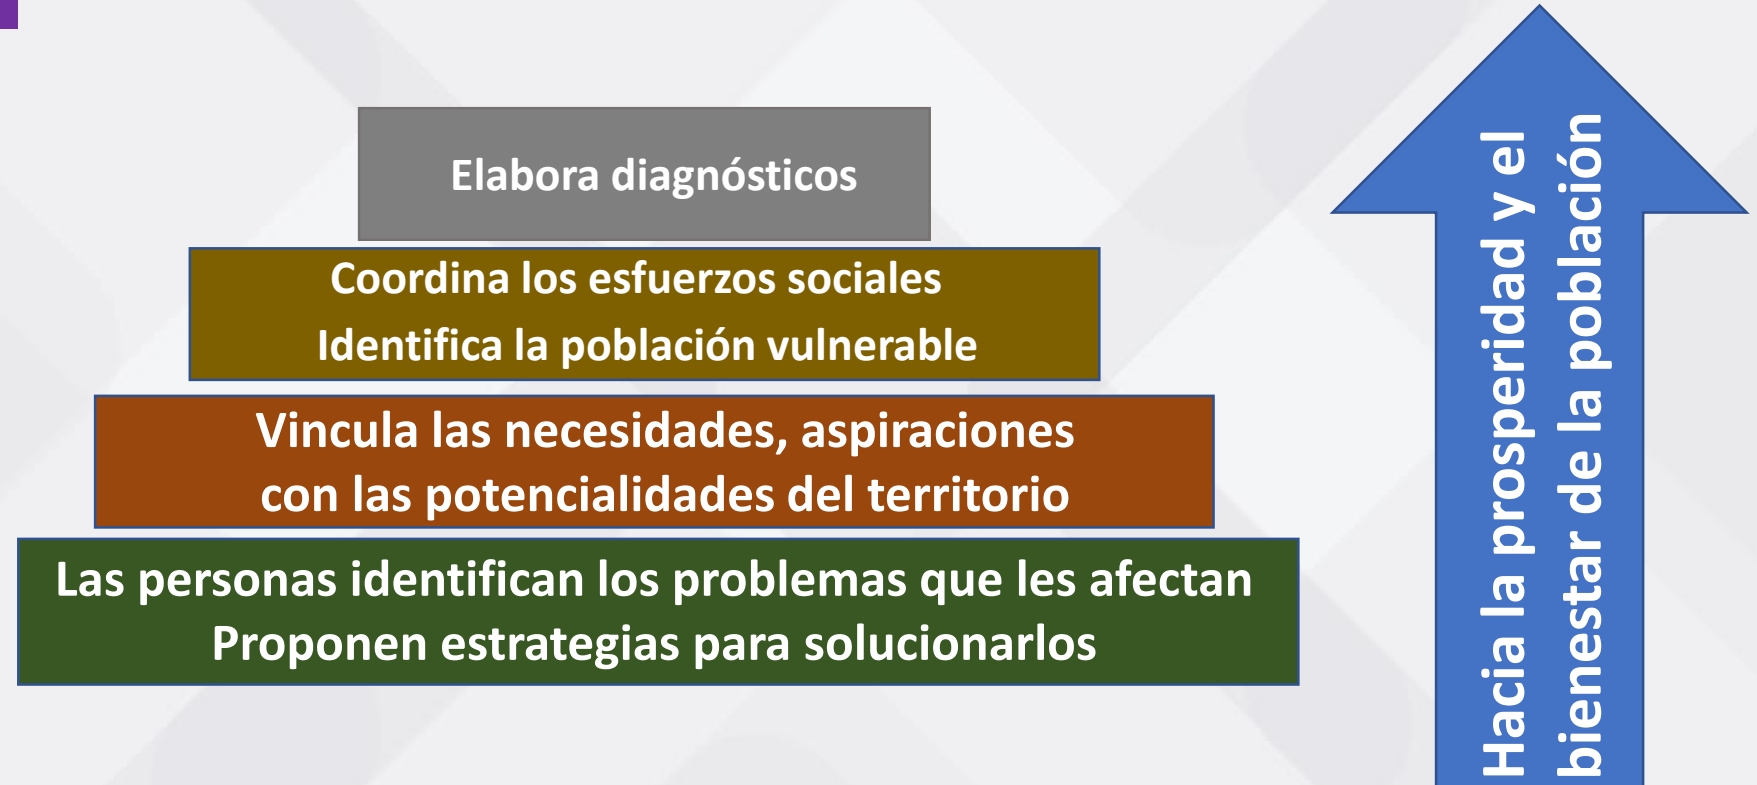 Elabora diagnósticos
Coordina los esfuerzos sociales
Identifica la población vulnerable
Vincula las necesidades, aspiraciones
con las potencialidades del territorio
Las personas identifican los problemas que les afectan
Proponen estrategias para solucionarlos
Hacia la prosperidad y el
bienestar de la población